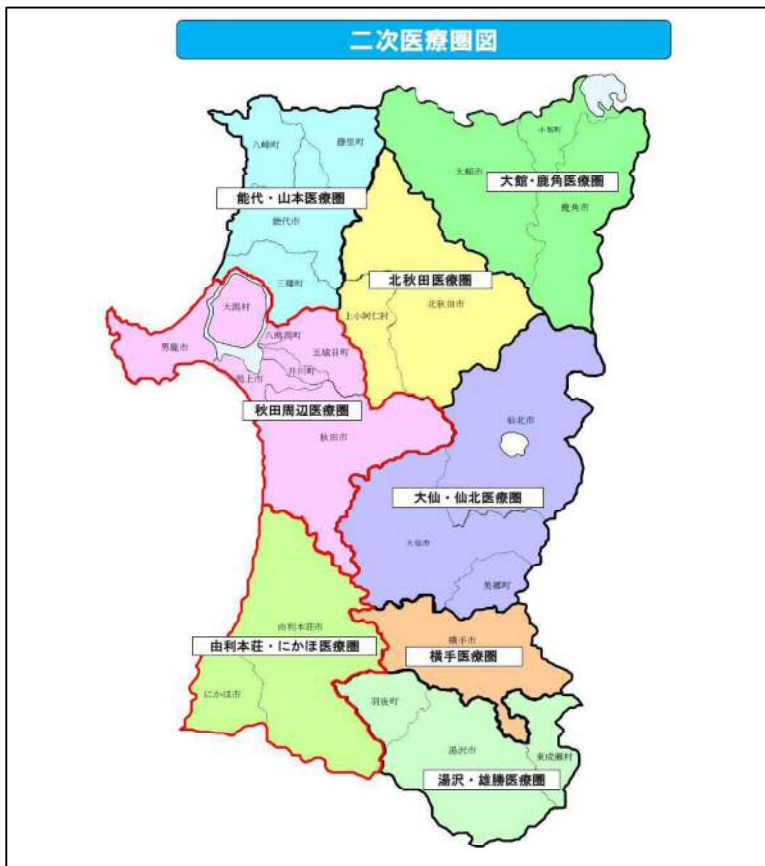 二次医療圏図
八峰町
藤里町
小坂町
大館市
大館・鹿角医療圏
能代・山本医療圏
鹿角市
能代市
北秋田医療圏
三種町
大潟村
上小阿仁村
北秋田市
八郎潟町
男鹿市
五城目町
井川町
潟上市
秋田周辺医療圏
秋田市
仙北市
大仙・仙北医療圏
大仙市
美郷町
由利本荘市
横手市
由利本荘・にかほ医療圏
横手医療圏
にかほ市
羽後町
湯沢市
東成瀬村
湯沢・雄勝医療圏